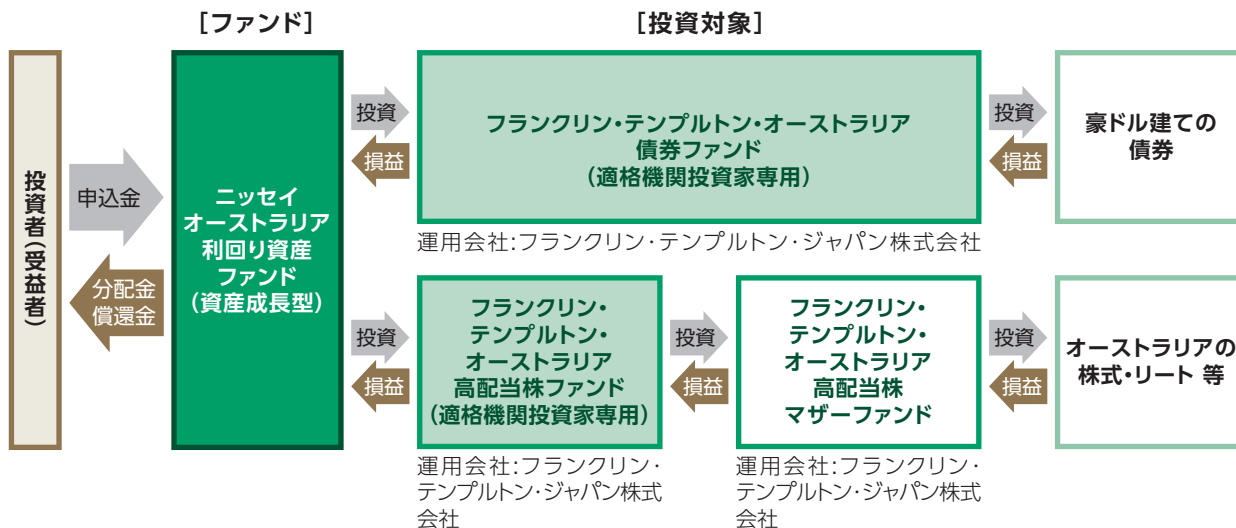 ［ファンド］
［投資対象］
投資者（受益者）
申込金
分配金
償還金
ニッセイ
オーストラリア
利回り資産
ファンド
（資産成長型）
投資
損益
フランクリン・テンプルトン・オーストラリア
債券ファンド
（適格機関投資家専用）
運用会社:フランクリン・テンプルトン・ジャパン株式会社
投資
損益
豪ドル建ての
債券
投資
損益
フランクリン・
テンプルトン・
オーストラリア
高配当株ファンド
（適格機関投資家専用）
運用会社:フランクリン・
テンプルトン・ジャパン株式
会社
投資
損益
フランクリン・
テンプルトン・
オーストラリア
高配当株
マザーファンド
運用会社:フランクリン・
テンプルトン・ジャパン株式
会社
投資
損益
オーストラリアの
株式・リート 等